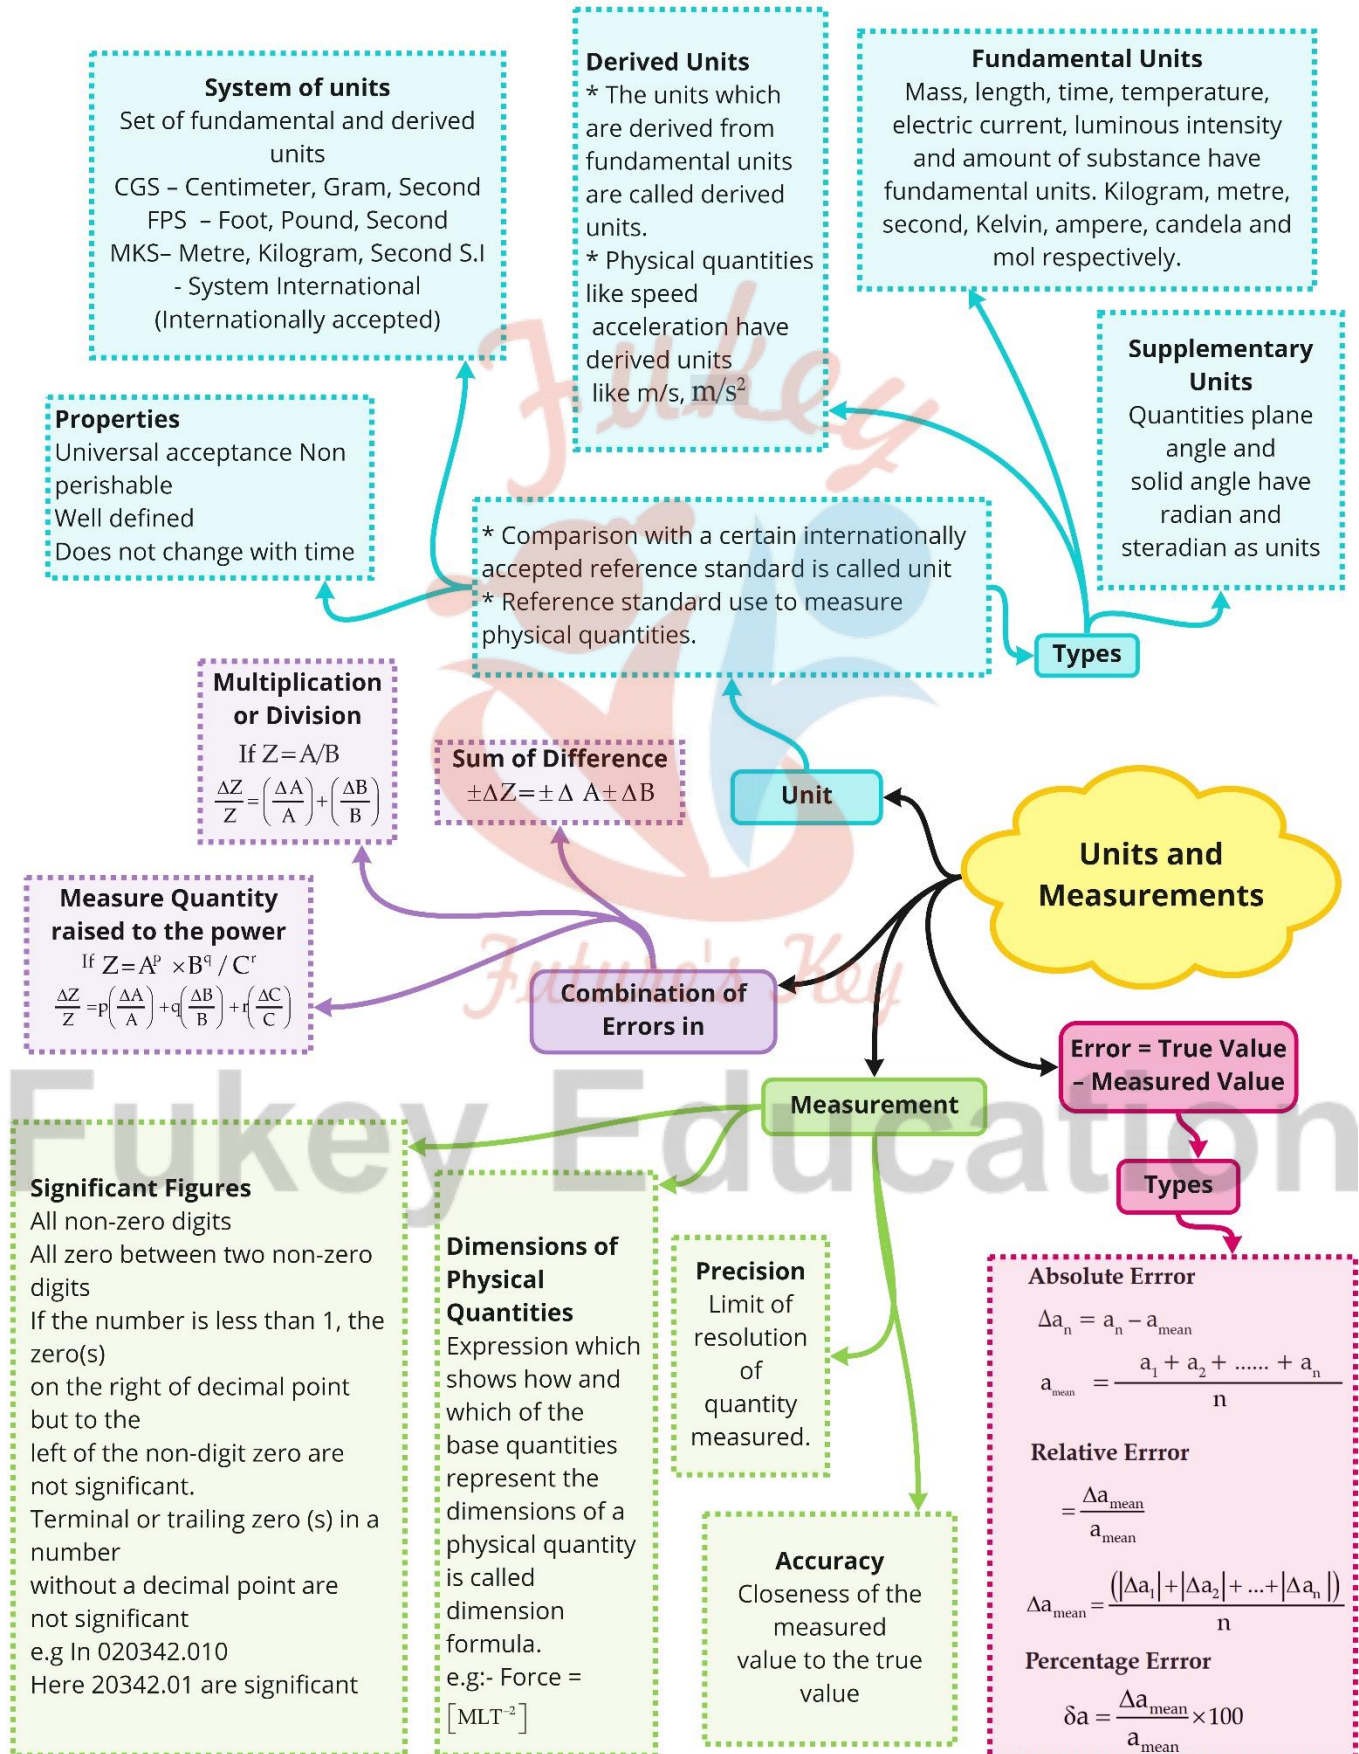 System of units
Set of fundamental and derived
units
CGS – Centimeter, Gram, Second
FPS – Foot, Pound, Second
MKS– Metre, Kilogram, Second S.I
- System International
(Internationally accepted)
Derived Units
* The units which
are derived from
fundamental units
are called derived
units.
* Physical quantities
like speed
acceleration have
derived units
like m/s, m/s²
Fundamental Units
Mass, length, time, temperature,
electric current, luminous intensity
and amount of substance have
fundamental units. Kilogram, metre,
second, Kelvin, ampere, candela and
mol respectively.
Supplementary
Units
Quantities plane
angle and
solid angle have
radian and
steradian as units
Properties
Universal acceptance Non
perishable
Well defined
Does not change with time
* Comparison with a certain internationally
accepted reference standard is called unit
* Reference standard use to measure
physical quantities.
Types
Unit
Units and
Measurements
Multiplication
or Division
If Z=A/B
ΔZ/Z=(ΔA/A)+(ΔB/B)
Sum of Difference
±ΔZ=±Δ A±ΔB
Measure Quantity
raised to the power
If Z=Aᵖ ×B^q / Cʳ
ΔZ/Z=p(ΔA/A)+q(ΔB/B)+r(ΔC/C)
Combination of
Errors in
Fukey
Future's Key
Fukey Education
Error = True Value
– Measured Value
Types
Measurement
Significant Figures
All non-zero digits
All zero between two non-zero
digits
If the number is less than 1, the
zero(s)
on the right of decimal point
but to the
left of the non-digit zero are
not significant.
Terminal or trailing zero (s) in a
number
without a decimal point are
not significant
e.g In 020342.010
Here 20342.01 are significant
Dimensions of
Physical
Quantities
Expression which
shows how and
which of the
base quantities
represent the
dimensions of a
physical quantity
is called
dimension
formula.
e.g:- Force =
[MLT⁻²]
Precision
Limit of
resolution
of
quantity
measured.
Accuracy
Closeness of the
measured
value to the true
value
Absolute Errror
Δaₙ = aₙ – a_mean
a_mean = (a₁ + a₂ + ...... + aₙ)/n
Relative Errror
= Δa_mean/a_mean
Δa_mean = (|Δa₁|+|Δa₂|+...+|Δaₙ|)/n
Percentage Errror
δa = Δa_mean/a_mean ×100